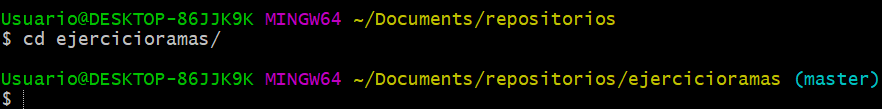 Usuario@DESKTOP-86JJK9K MINGW64 ~/Documents/repositorios
$ cd ejercicioramas/
Usuario@DESKTOP-86JJK9K MINGW64 ~/Documents/repositorios/ejercicioramas (master)
$